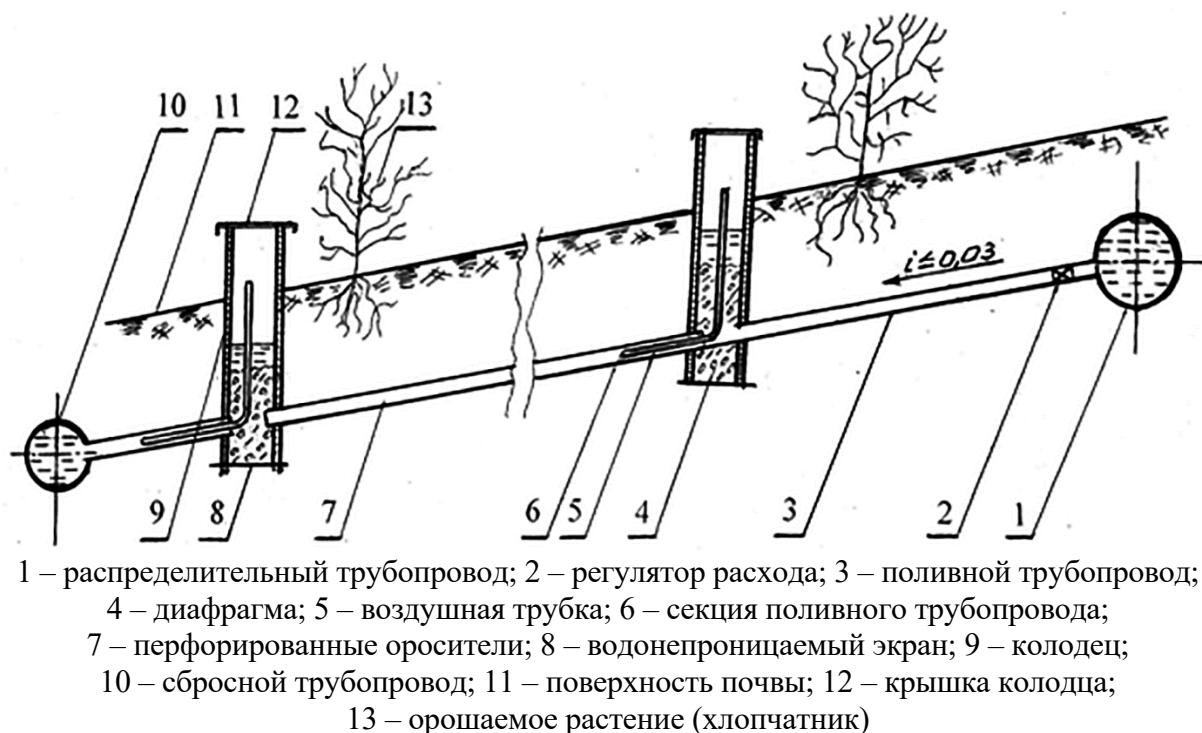 10 11 12 13
i≤0,03
9 8 7 6 5 4 3 2 1
1 – распределительный трубопровод; 2 – регулятор расхода; 3 – поливной трубопровод;
4 – диафрагма; 5 – воздушная трубка; 6 – секция поливного трубопровода;
7 – перфорированные оросители; 8 – водонепроницаемый экран; 9 – колодец;
10 – сбросной трубопровод; 11 – поверхность почвы; 12 – крышка колодца;
13 – орошаемое растение (хлопчатник)